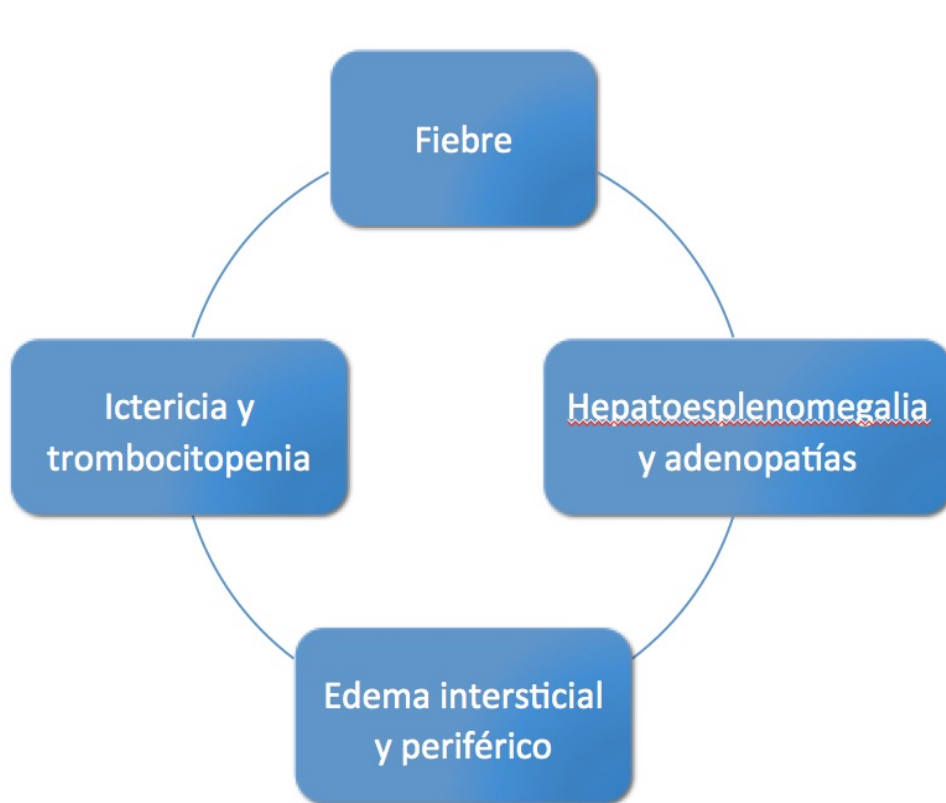 Fiebre
Ictericia y
trombocitopenia
Hepatoesplenomegalia
y adenopatías
Edema intersticial
y periférico